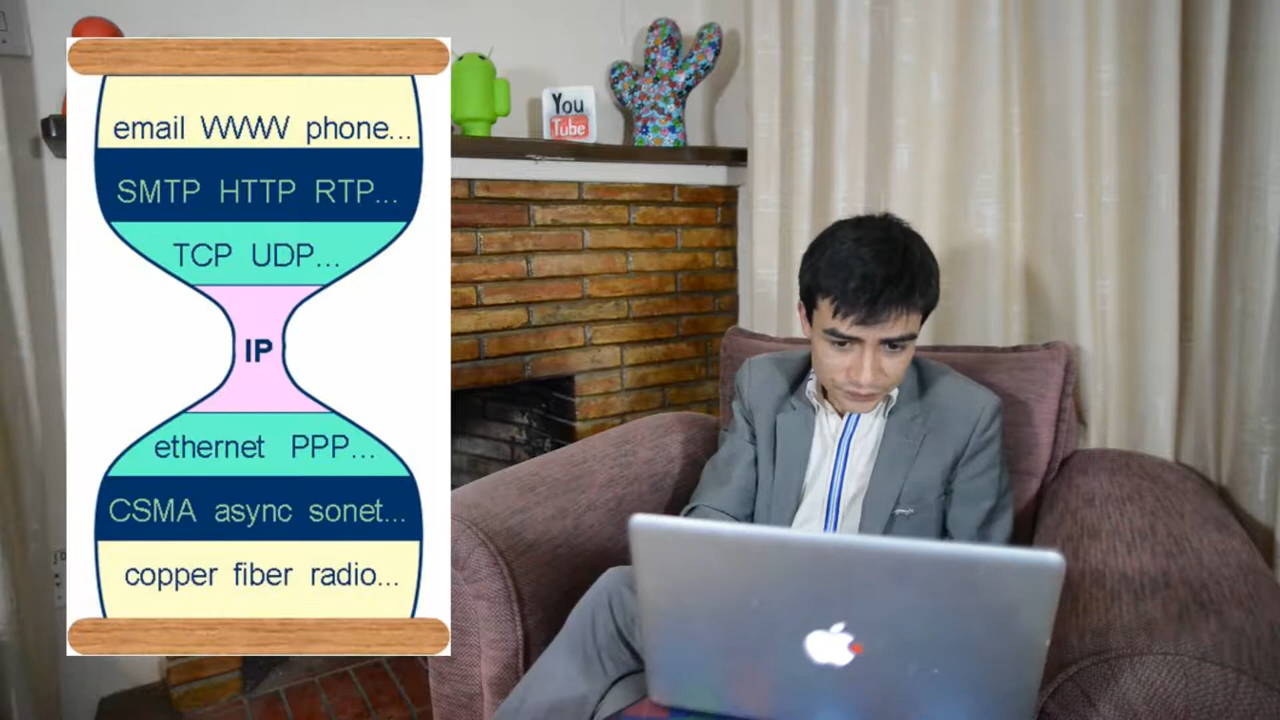 email WWW phone...
SMTP HTTP RTP...
TCP UDP...
IP
ethernet PPP...
CSMA async sonet...
copper fiber radio...
You
Tube